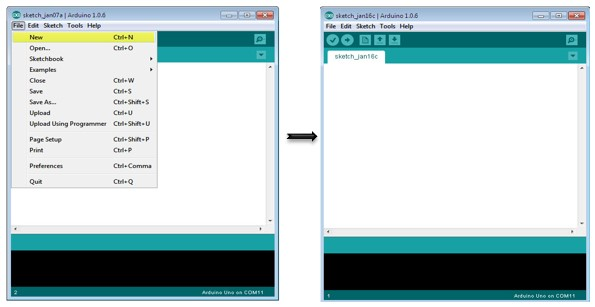 sketch_jan07a | Arduino 1.0.6
File Edit Sketch Tools Help
New Ctrl+N
Open... Ctrl+O
Sketchbook
Examples
Close Ctrl+W
Save Ctrl+S
Save As... Ctrl+Shift+S
Upload Ctrl+U
Upload Using Programmer Ctrl+Shift+U
Page Setup Ctrl+Shift+P
Print Ctrl+P
Preferences Ctrl+Comma
Quit Ctrl+Q
2 Arduino Uno on COM11
sketch_jan16c | Arduino 1.0.6
File Edit Sketch Tools Help
sketch_jan16c
1 Arduino Uno on COM11